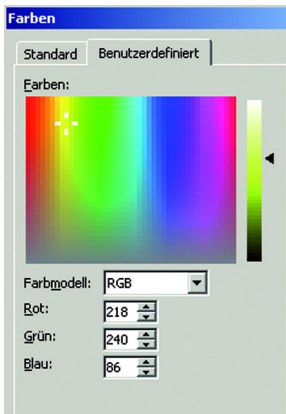 Farben
Standard Benutzerdefiniert
Farben:
Farbmodell: RGB
Rot: 218
Grün: 240
Blau: 86